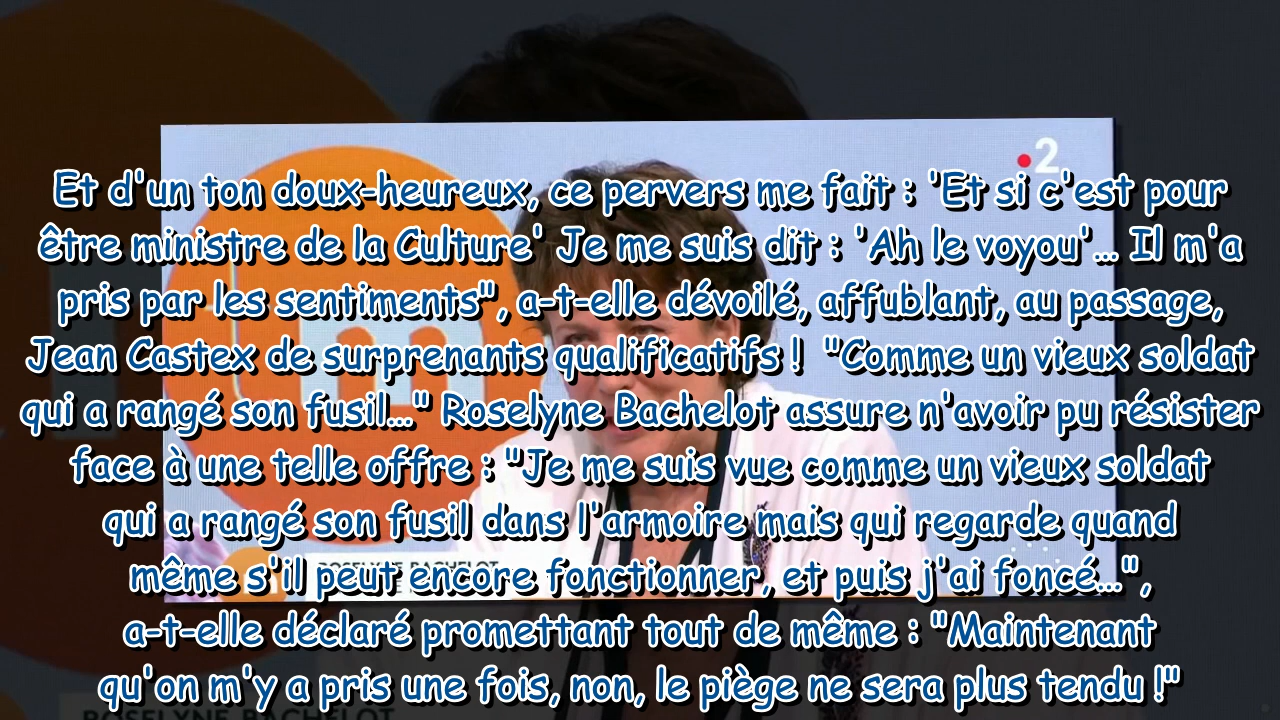 2
Et d'un ton doux-heureux, ce pervers me fait : 'Et si c'est pour
être ministre de la Culture' Je me suis dit : 'Ah le voyou'... Il m'a
pris par les sentiments", a-t-elle dévoilé, affublant, au passage,
Jean Castex de surprenants qualificatifs ! "Comme un vieux soldat
qui a rangé son fusil..." Roselyne Bachelot assure n'avoir pu résister
face à une telle offre : "Je me suis vue comme un vieux soldat
qui a rangé son fusil dans l'armoire mais qui regarde quand
même s'il peut encore fonctionner, et puis j'ai foncé...",
a-t-elle déclaré promettant tout de même : "Maintenant
qu'on m'y a pris une fois, non, le piège ne sera plus tendu !"
ROSELYNE BACHELOT